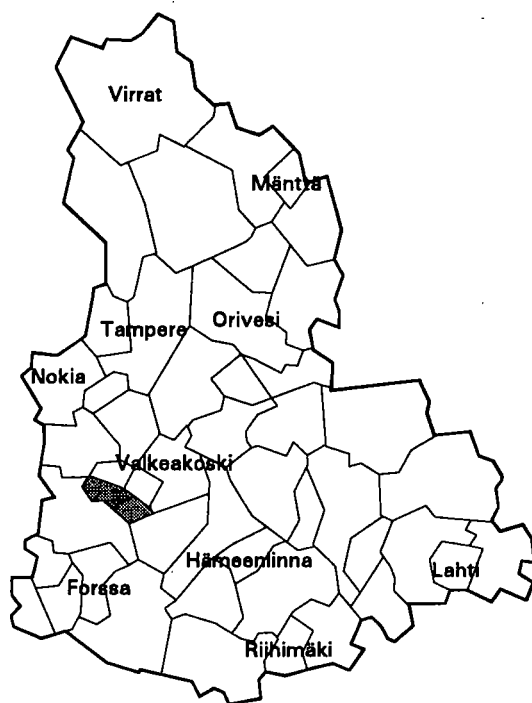 Virrat
Mänttä
Tampere
Orivesi
Nokia
Valkeakoski
Hämeenlinna
Lahti
Forssa
Riihimäki